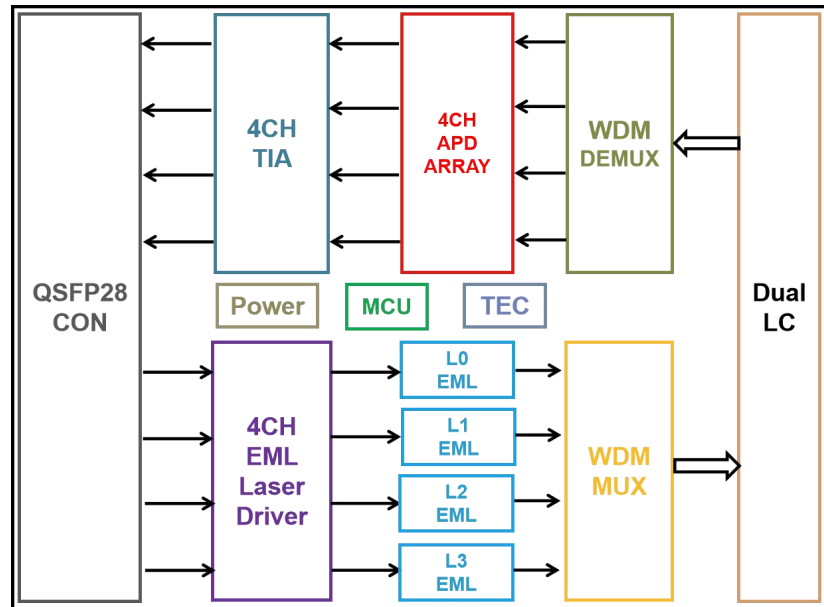 QSFP28
CON
4CH
TIA
4CH
APD
ARRAY
WDM
DEMUX
Dual
LC
Power
MCU
TEC
4CH
EML
Laser
Driver
L0
EML
L1
EML
L2
EML
L3
EML
WDM
MUX